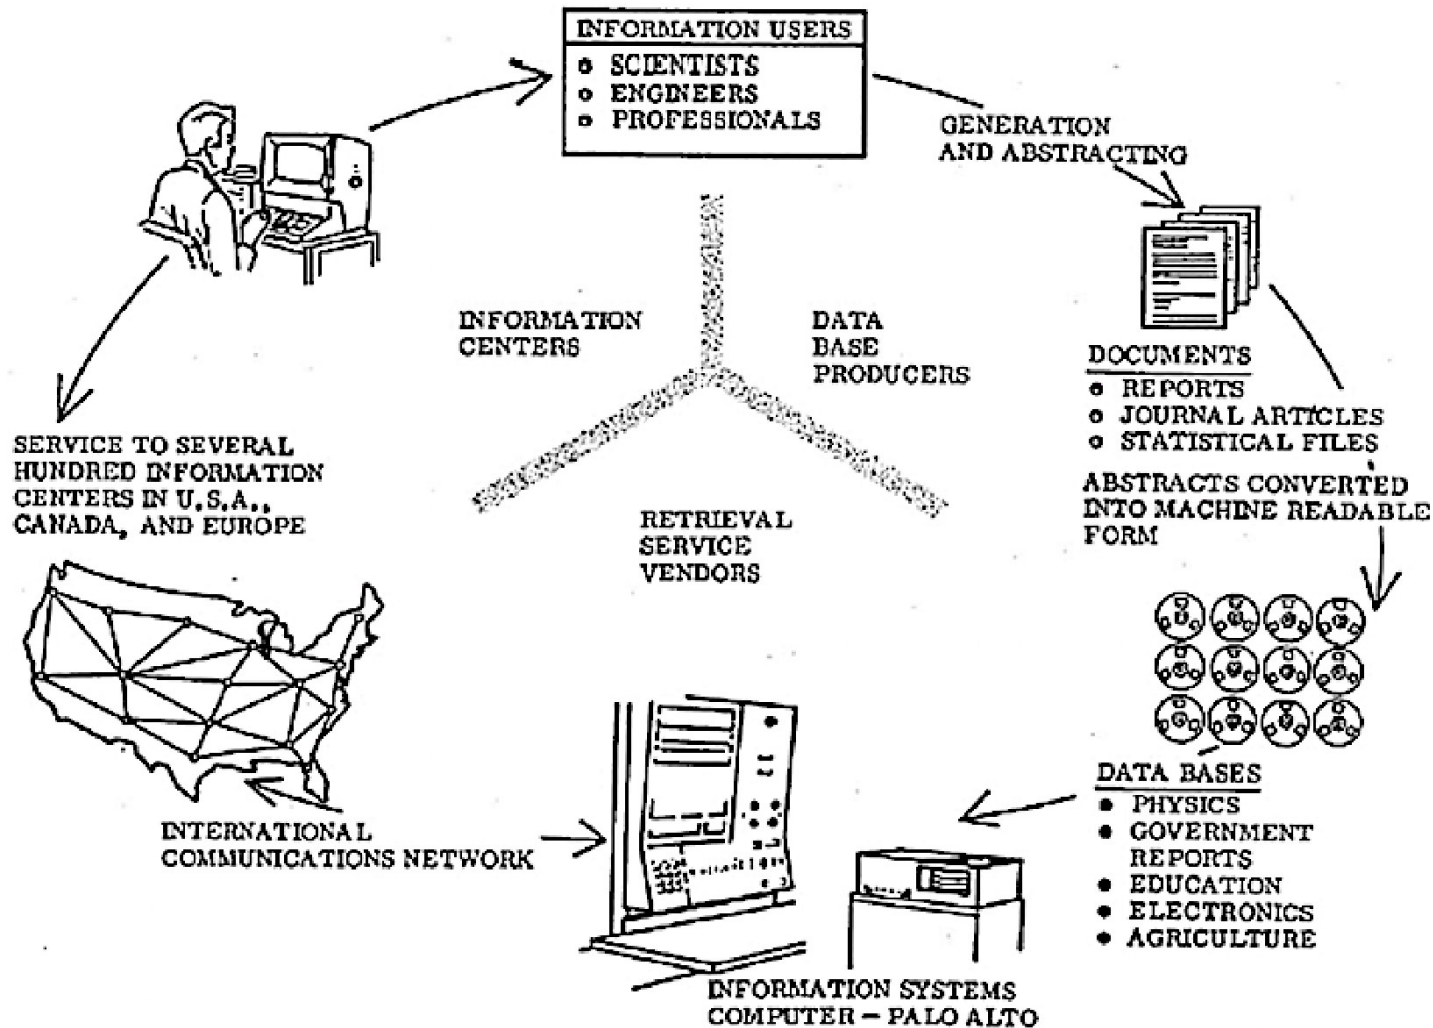 INFORMATION USERS
SCIENTISTS
ENGINEERS
PROFESSIONALS
GENERATION
AND ABSTRACTING
INFORMATION
CENTERS
DATA
BASE
PRODUCERS
DOCUMENTS
REPORTS
JOURNAL ARTICLES
STATISTICAL FILES
SERVICE TO SEVERAL
HUNDRED INFORMATION
CENTERS IN U.S.A.,
CANADA, AND EUROPE
ABSTRACTS CONVERTED
INTO MACHINE READABLE
FORM
RETRIEVAL
SERVICE
VENDORS
DATA BASES
PHYSICS
GOVERNMENT
REPORTS
EDUCATION
ELECTRONICS
AGRICULTURE
INTERNATIONAL
COMMUNICATIONS NETWORK
INFORMATION SYSTEMS
COMPUTER – PALO ALTO